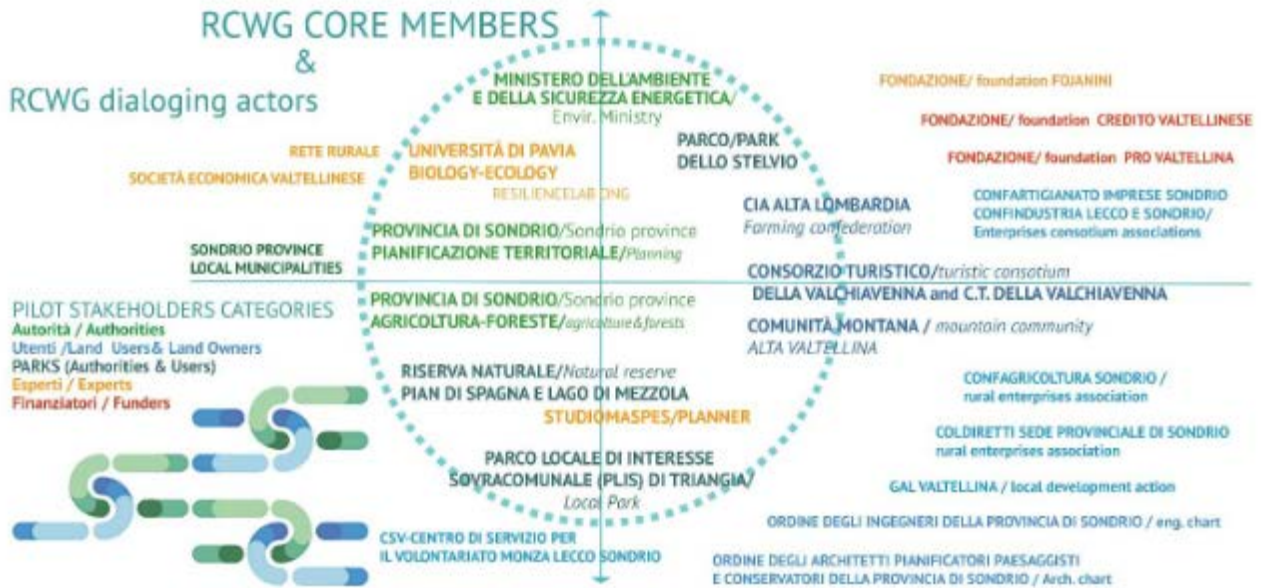 RCWG CORE MEMBERS
&
RCWG dialoging actors
MINISTERO DELL'AMBIENTE
E DELLA SICUREZZA ENERGETICA/
Envir. Ministry
FONDAZIONE/ foundation FOJANINI
FONDAZIONE/ foundation CREDITO VALTELLINESE
FONDAZIONE/ foundation PRO VALTELLINA
PARCO/PARK
DELLO STELVIO
RETE RURALE
SOCIETÀ ECONOMICA VALTELLINESE
UNIVERSITÀ DI PAVIA
BIOLOGY-ECOLOGY
RESILIENCELAB ONG
CIA ALTA LOMBARDIA
Farming confederation
CONFARTIGIANATO IMPRESE SONDRIO
CONFINDUSTRIA LECCO E SONDRIO/
Enterprises consotium associations
PROVINCIA DI SONDRIO/Sondrio province
PIANIFICAZIONE TERRITORIALE/Planning
SONDRIO PROVINCE
LOCAL MUNICIPALITIES
CONSORZIO TURISTICO/turistic consotium
DELLA VALCHIAVENNA and C.T. DELLA VALCHIAVENNA
PROVINCIA DI SONDRIO/Sondrio province
AGRICOLTURA-FORESTE/agriculture&forests
COMUNITÀ MONTANA / mountain community
ALTA VALTELLINA
PILOT STAKEHOLDERS CATEGORIES
Autorità / Authorities
Utenti /Land Users& Land Owners
PARKS (Authorities & Users)
Esperti / Experts
Finanziatori / Funders
RISERVA NATURALE/Natural reserve
PIAN DI SPAGNA E LAGO DI MEZZOLA
STUDIOMASPES/PLANNER
CONFAGRICOLTURA SONDRIO /
rural enterprises association
COLDIRETTI SEDE PROVINCIALE DI SONDRIO
rural enterprises association
PARCO LOCALE DI INTERESSE
SOVRACOMUNALE (PLIS) DI TRIANGIA/
Local Park
GAL VALTELLINA / local development action
ORDINE DEGLI INGEGNERI DELLA PROVINCIA DI SONDRIO / eng. chart
CSV-CENTRO DI SERVIZIO PER
IL VOLONTARIATO MONZA LECCO SONDRIO
ORDINE DEGLI ARCHITETTI PIANIFICATORI PAESAGGISTI
E CONSERVATORI DELLA PROVINCIA DI SONDRIO / Arch. chart